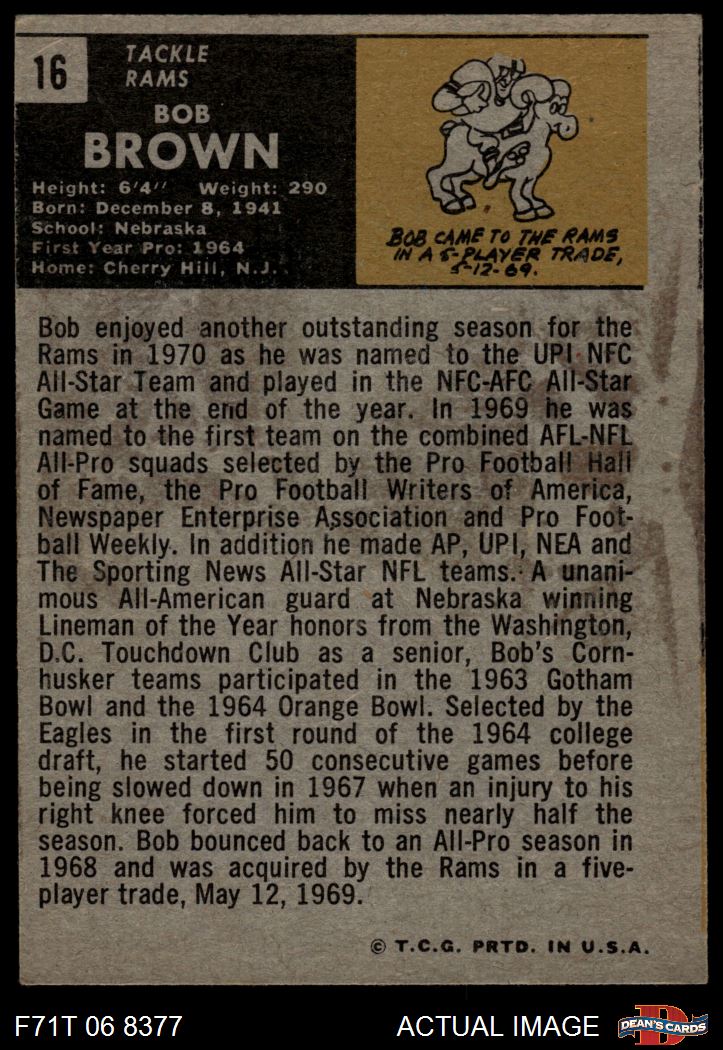 16
TACKLE
RAMS
BOB
BROWN
Height: 6'4" Weight: 290
Born: December 8, 1941
School: Nebraska
First Year Pro: 1964
Home: Cherry Hill, N.J.
BOB CAME TO THE RAMS
IN A 5-PLAYER TRADE,
5-12-69.
Bob enjoyed another outstanding season for the
Rams in 1970 as he was named to the UPI NFC
All-Star Team and played in the NFC-AFC All-Star
Game at the end of the year. In 1969 he was
named to the first team on the combined AFL-NFL
All-Pro squads selected by the Pro Football Hall
of Fame, the Pro Football Writers of America,
Newspaper Enterprise Association and Pro Foot-
ball Weekly. In addition he made AP, UPI, NEA and
The Sporting News All-Star NFL teams. A unani-
mous All-American guard at Nebraska winning
Lineman of the Year honors from the Washington,
D.C. Touchdown Club as a senior, Bob's Corn-
husker teams participated in the 1963 Gotham
Bowl and the 1964 Orange Bowl. Selected by the
Eagles in the first round of the 1964 college
draft, he started 50 consecutive games before
being slowed down in 1967 when an injury to his
right knee forced him to miss nearly half the
season. Bob bounced back to an All-Pro season in
1968 and was acquired by the Rams in a five-
player trade, May 12, 1969.
© T.C.G. PRTD. IN U.S.A.
F71T 06 8377
ACTUAL IMAGE
D
DEAN'S CARDS